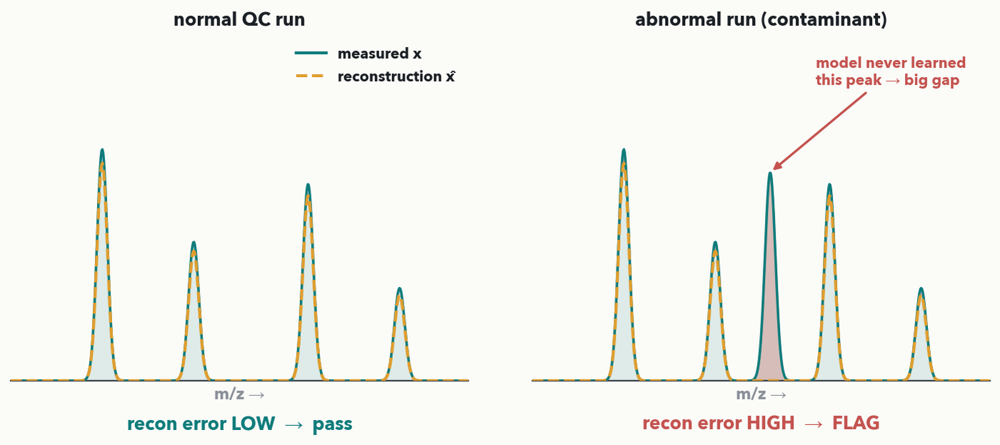 normal QC run
measured x
reconstruction x̂
m/z →
recon error LOW → pass
abnormal run (contaminant)
model never learned
this peak → big gap
m/z →
recon error HIGH → FLAG